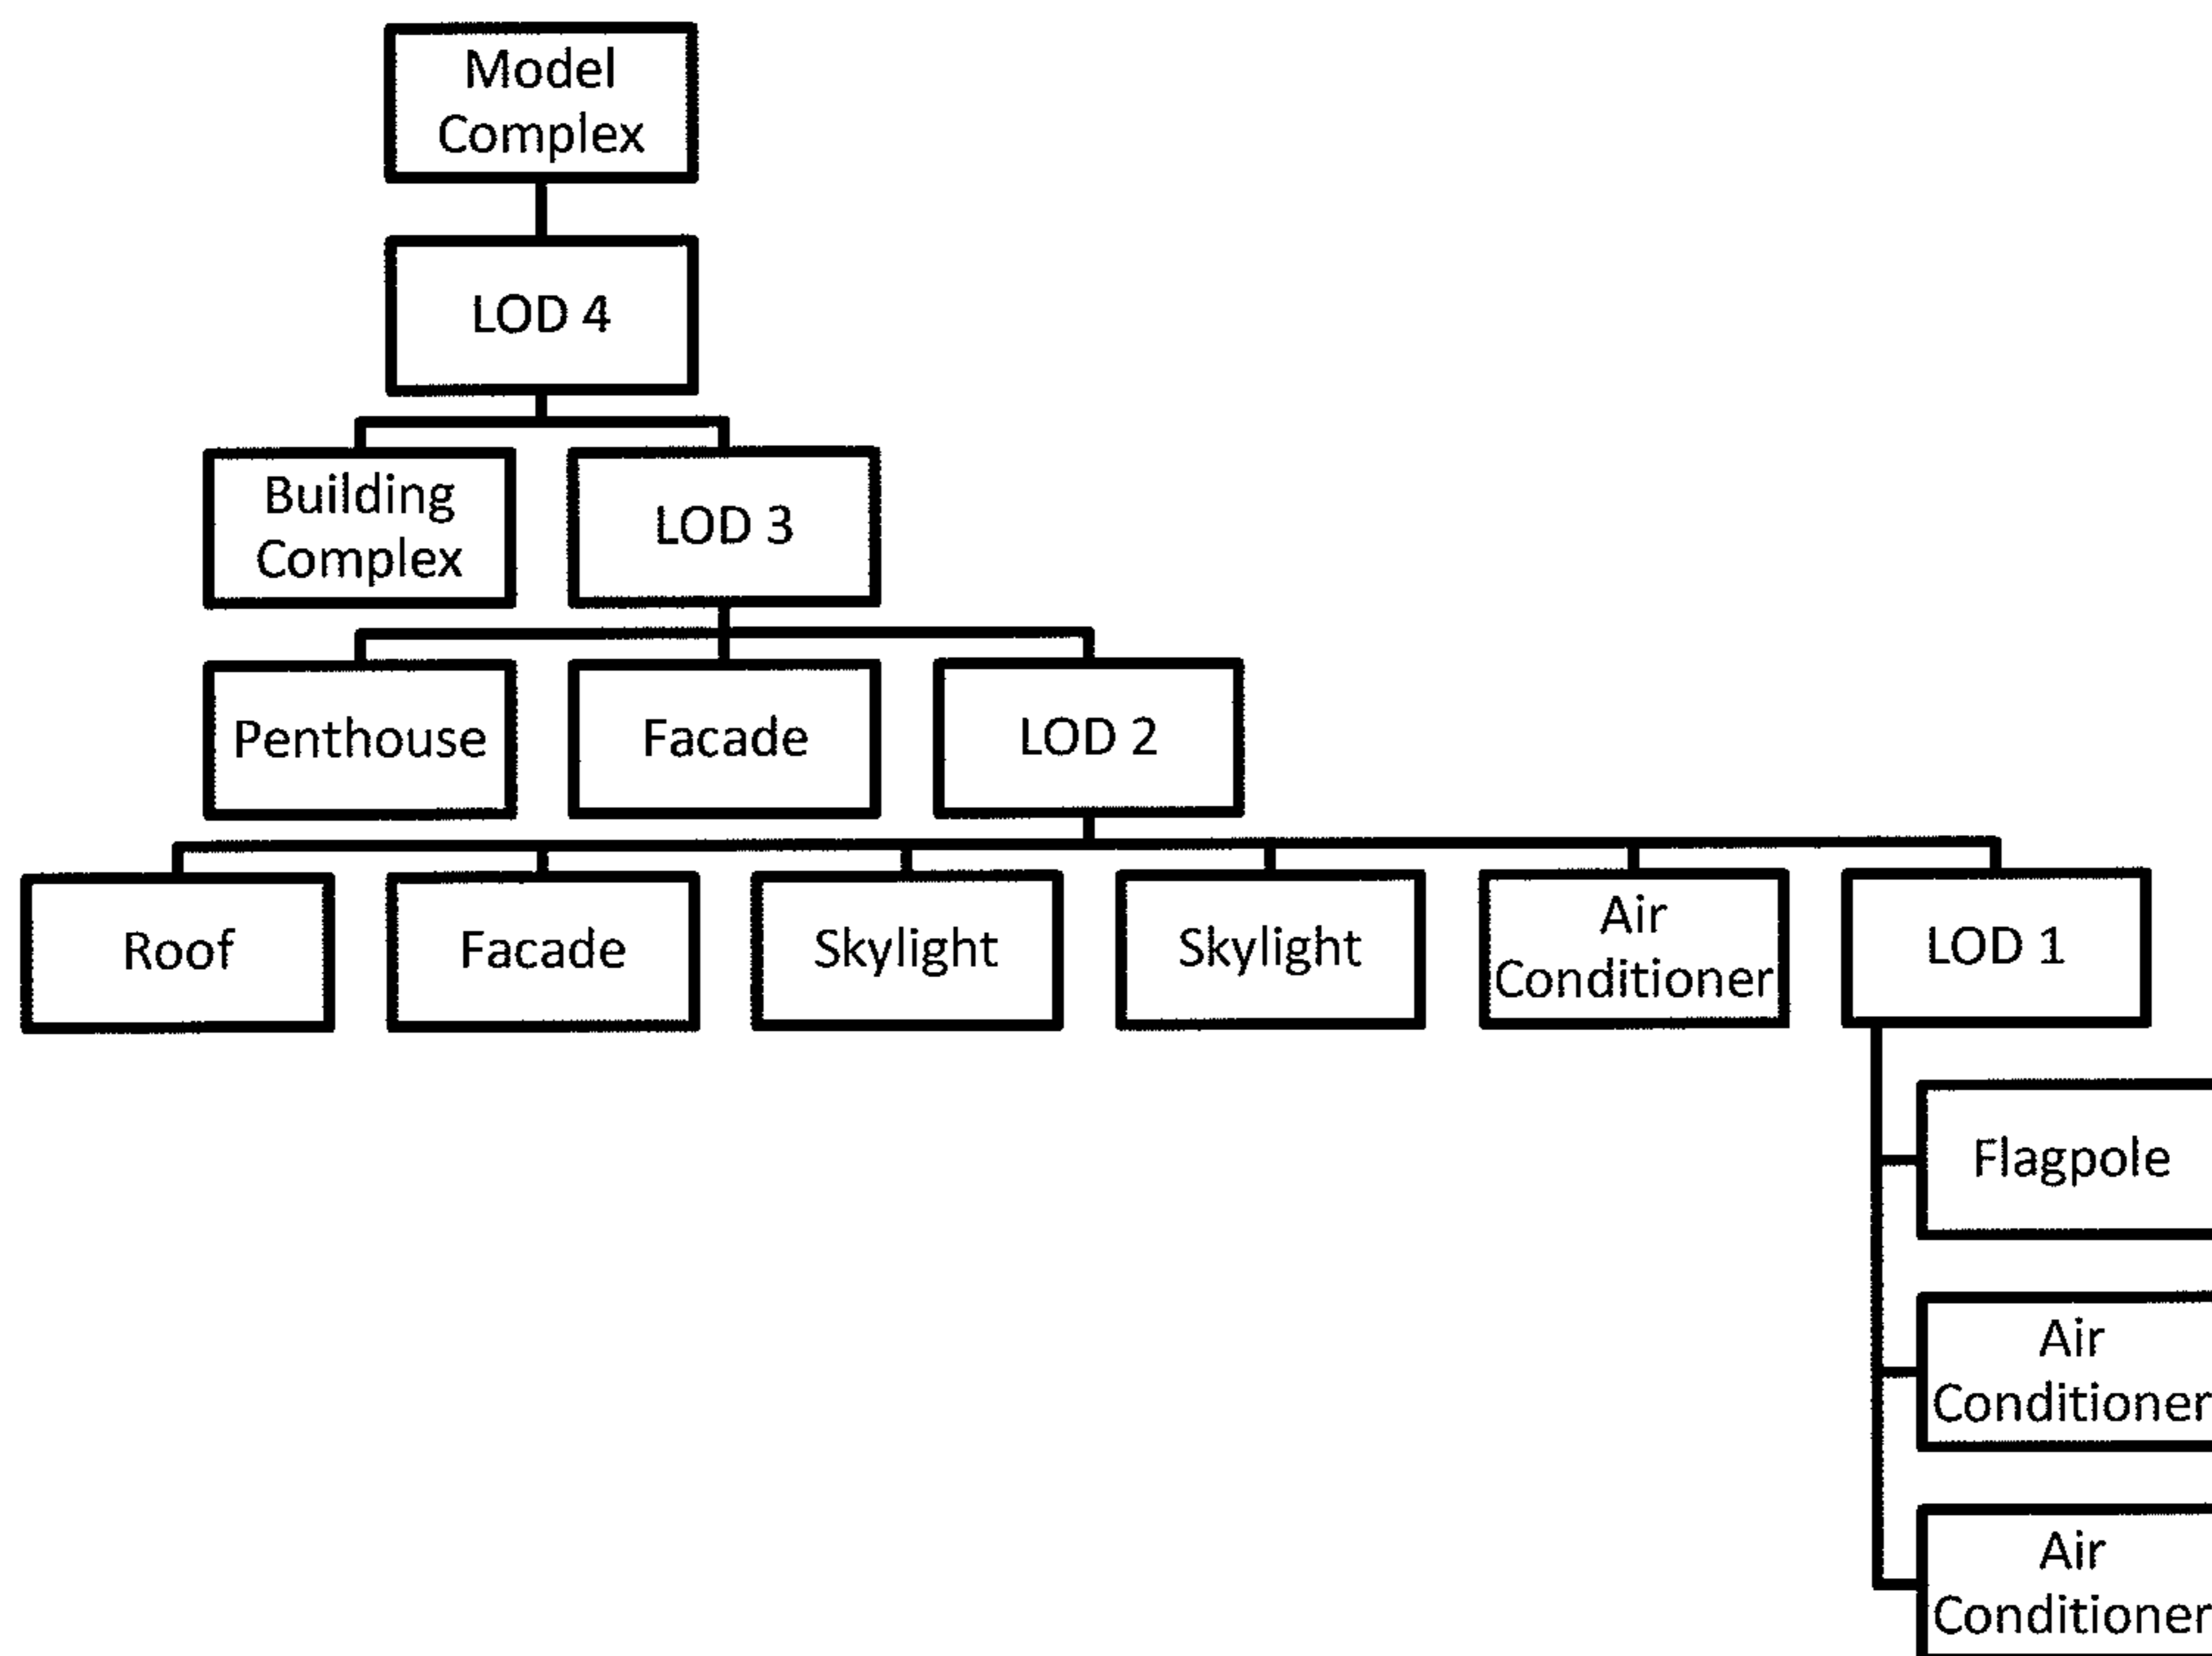 Model
Complex
LOD 4
Building
Complex
LOD 3
Penthouse
Facade
LOD 2
Roof
Facade
Skylight
Skylight
Air
Conditioner
LOD 1
Flagpole
Air
Conditioner
Air
Conditioner